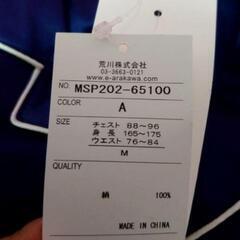 荒川株式会社
03-3663-0121
www.e-arakawa.com
NO. MSP202-65100
COLOR
A
SIZE
チェスト 88~96
身長 165~175
ウエスト 76~84
M
QUALITY
綿 100%
MADE IN CHINA